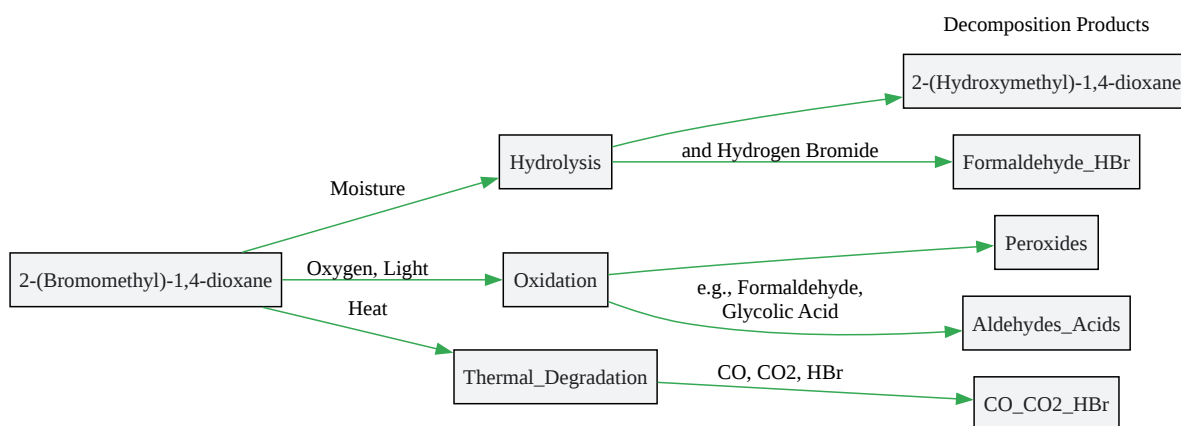 Decomposition Products
2-(Hydroxymethyl)-1,4-dioxane
Hydrolysis
and Hydrogen Bromide
Formaldehyde_HBr
Moisture
Peroxides
2-(Bromomethyl)-1,4-dioxane
Oxygen, Light
Oxidation
e.g., Formaldehyde,
Glycolic Acid
Aldehydes_Acids
Heat
Thermal_Degradation
CO, CO2, HBr
CO_CO2_HBr